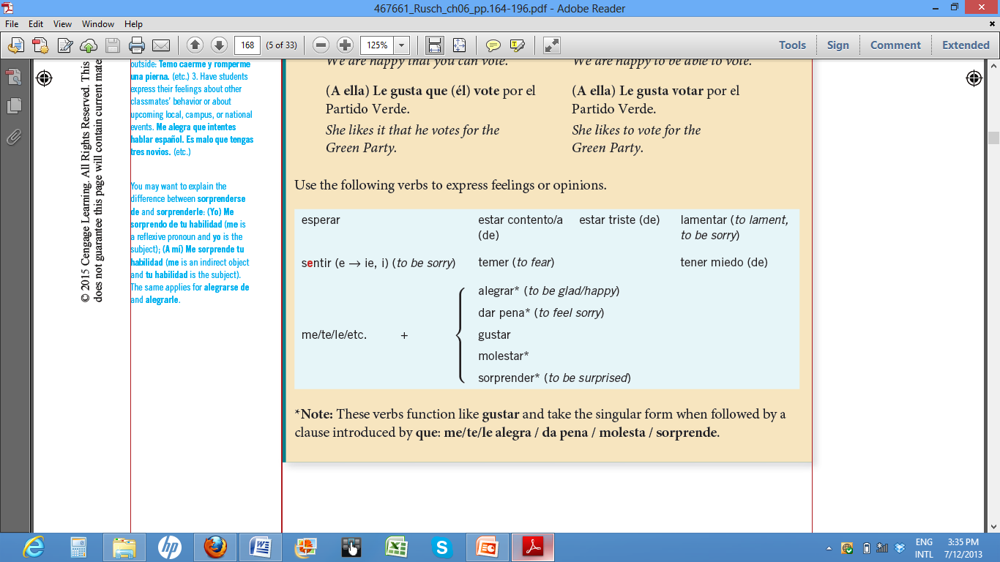 467661_Rusch_ch06_pp.164-196.pdf - Adobe Reader
File Edit View Window Help
168 (5 of 33) 125% Tools Sign Comment Extended
© 2015 Cengage Learning. All Rights Reserved. This
does not guarantee this page will contain current mate
outside: Temo caerme y romperme
una pierna. (etc.) 3. Have students
express their feelings about other
classmates' behavior or about
upcoming local, campus, or national
events. Me alegra que intentes
hablar español. Es malo que tengas
tres novios. (etc.)
You may want to explain the
difference between sorprenderse
de and sorprenderle: (Yo) Me
sorprendo de tu habilidad (me is
a reflexive pronoun and yo is the
subject); (A mí) Me sorprende tu
habilidad (me is an indirect object
and tu habilidad is the subject).
The same applies for alegrarse de
and alegrarle.
We are happy that you can vote.
We are happy to be able to vote.
(A ella) Le gusta que (él) vote por el
Partido Verde.
She likes it that he votes for the
Green Party.
(A ella) Le gusta votar por el
Partido Verde.
She likes to vote for the
Green Party.
Use the following verbs to express feelings or opinions.
esperar
estar contento/a
(de)
estar triste (de)
lamentar (to lament,
to be sorry)
sentir (e → ie, i) (to be sorry)
temer (to fear)
tener miedo (de)
me/te/le/etc. +
alegrar* (to be glad/happy)
dar pena* (to feel sorry)
gustar
molestar*
sorprender* (to be surprised)
*Note: These verbs function like gustar and take the singular form when followed by a
clause introduced by que: me/te/le alegra / da pena / molesta / sorprende.
hp
ENG
INTL
3:35 PM
7/12/2013